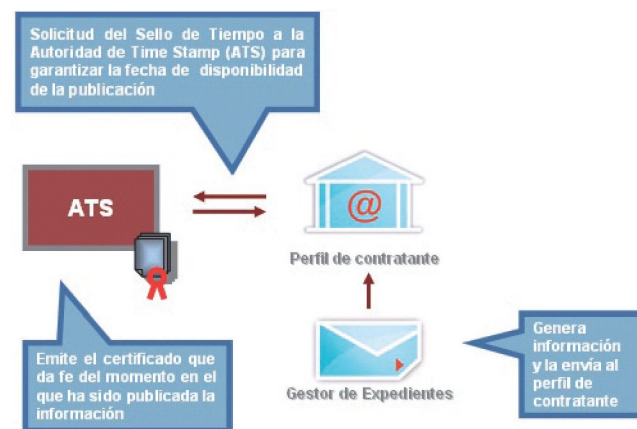 Solicitud del Sello de Tiempo a la
Autoridad de Time Stamp (ATS) para
garantizar la fecha de disponibilidad
de la publicación
ATS
@
Perfil de contratante
Emite el certificado que
da fe del momento en el
que ha sido publicada la
información
Gestor de Expedientes
Genera
información
y la envía al
perfil de
contratante